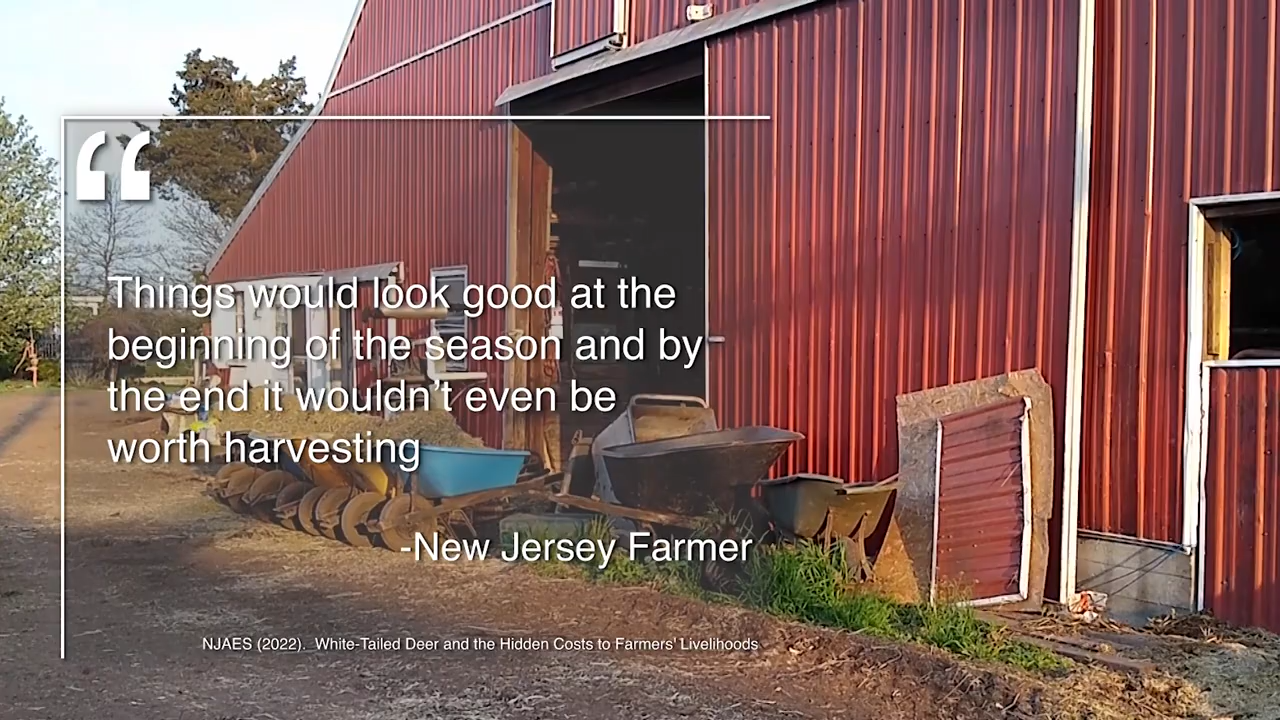 “
Things would look good at the
beginning of the season and by
the end it wouldn’t even be
worth harvesting
-New Jersey Farmer
NJAES (2022).  White-Tailed Deer and the Hidden Costs to Farmers' Livelihoods